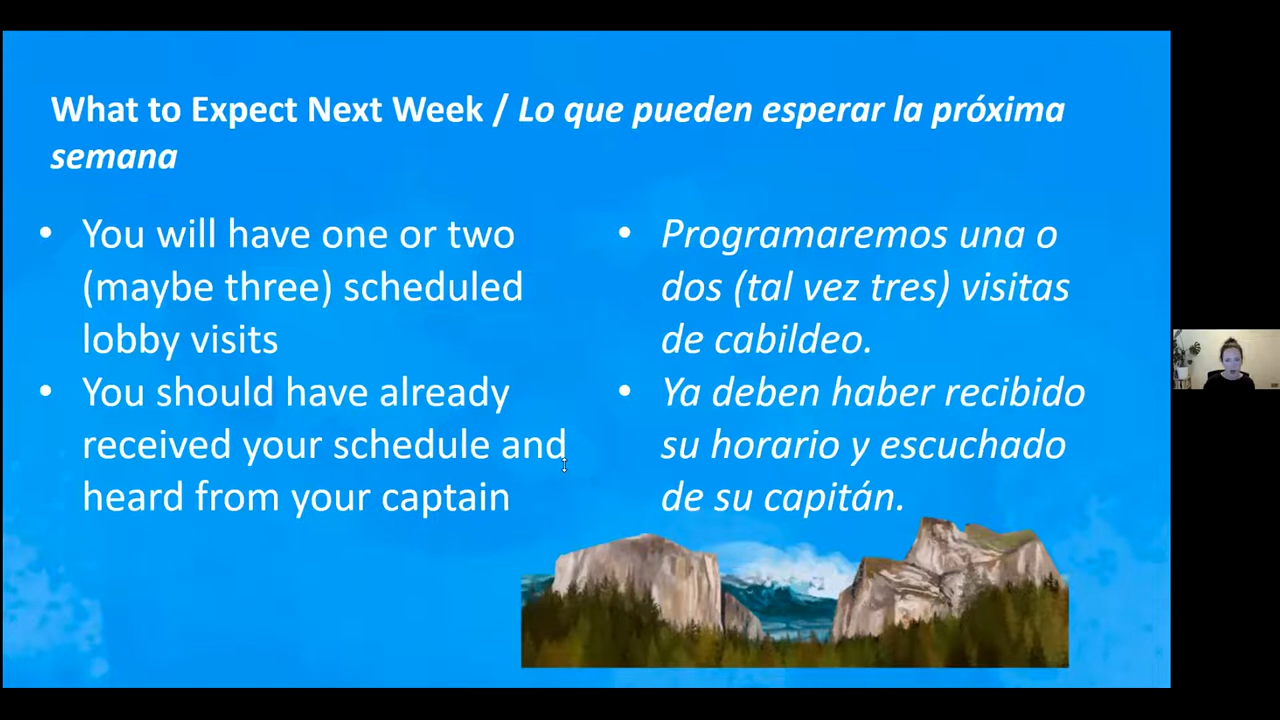 What to Expect Next Week / Lo que pueden esperar la próxima
semana
• You will have one or two
(maybe three) scheduled
lobby visits
• You should have already
received your schedule and
heard from your captain
• Programaremos una o
dos (tal vez tres) visitas
de cabildeo.
• Ya deben haber recibido
su horario y escuchado
de su capitán.